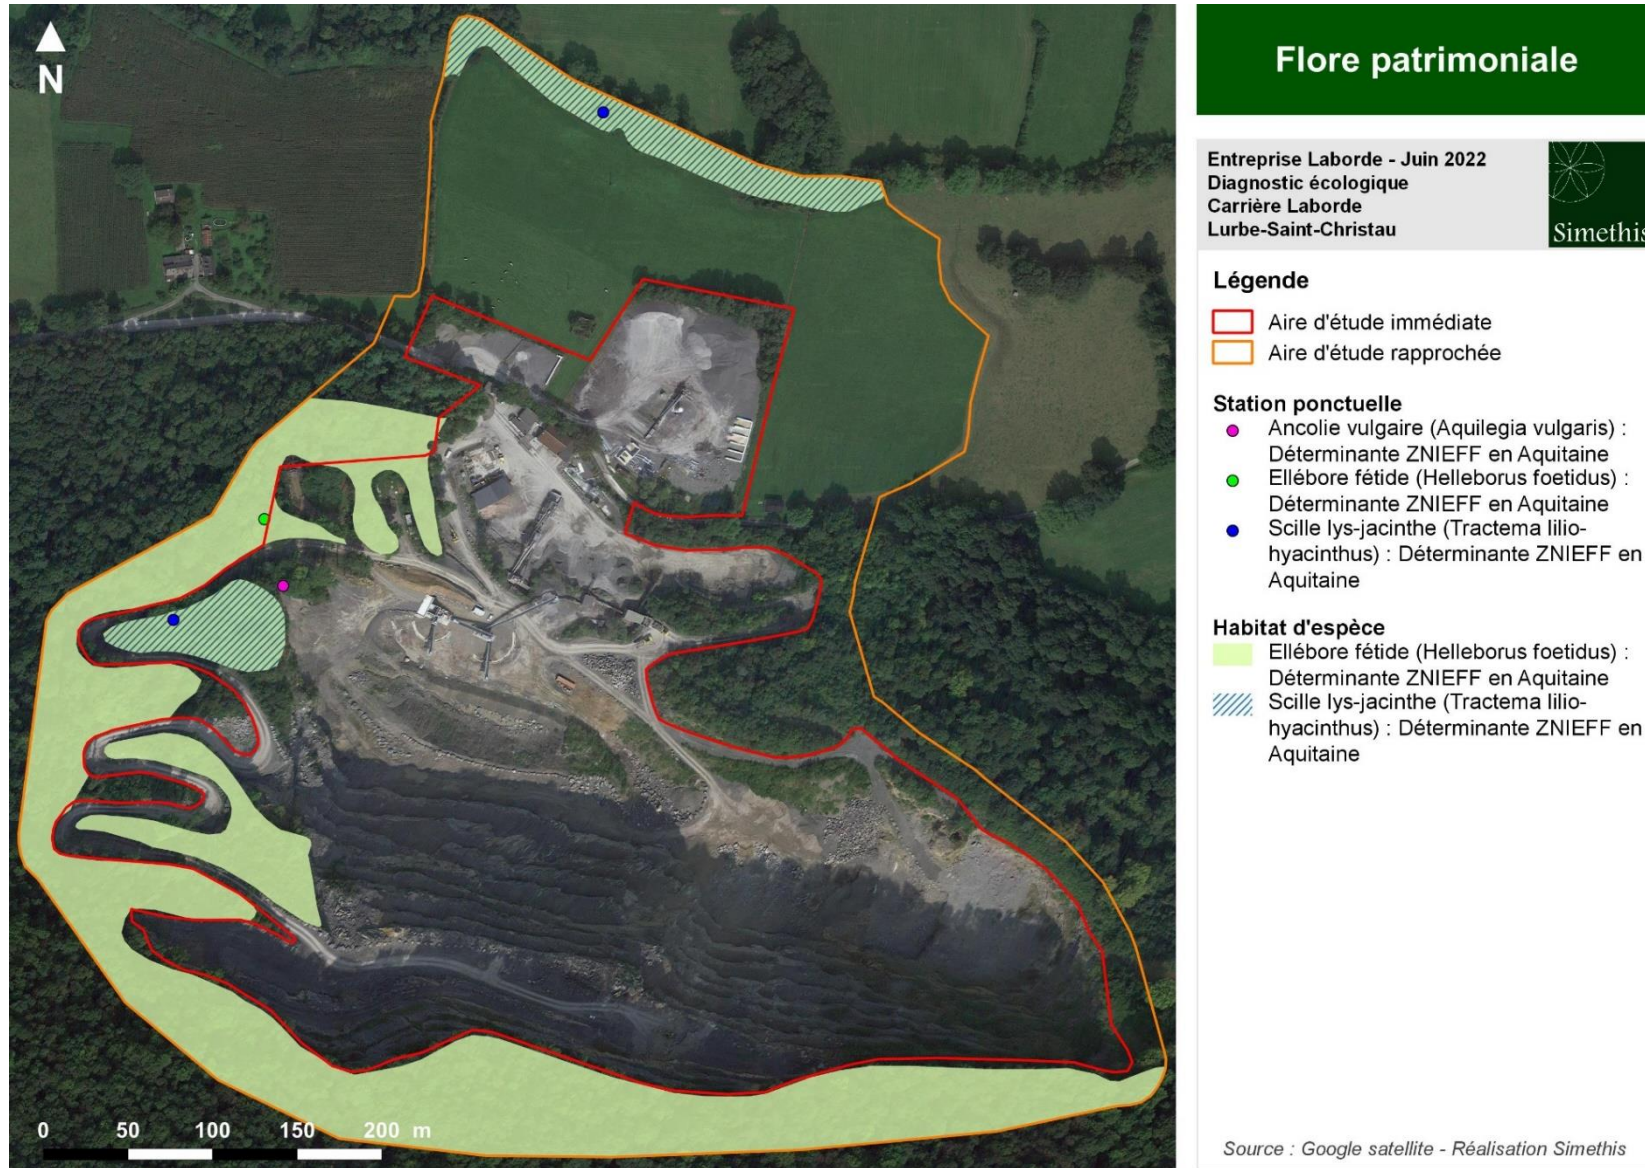 N
Flore patrimoniale
Entreprise Laborde - Juin 2022
Diagnostic écologique
Carrière Laborde
Lurbe-Saint-Christau
Simethis
Légende
Aire d'étude immédiate
Aire d'étude rapprochée
Station ponctuelle
Ancolie vulgaire (Aquilegia vulgaris) :
Déterminante ZNIEFF en Aquitaine
Ellébore fétide (Helleborus foetidus) :
Déterminante ZNIEFF en Aquitaine
Scille lys-jacinthe (Tractema lilio-
hyacinthus) : Déterminante ZNIEFF en
Aquitaine
Habitat d'espèce
Ellébore fétide (Helleborus foetidus) :
Déterminante ZNIEFF en Aquitaine
Scille lys-jacinthe (Tractema lilio-
hyacinthus) : Déterminante ZNIEFF en
Aquitaine
0 50 100 150 200 m
Source : Google satellite - Réalisation Simethis